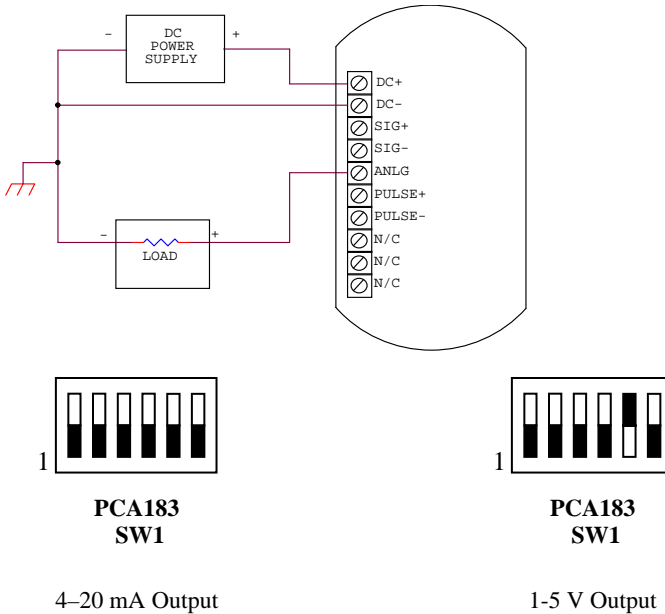 - DC +
POWER
SUPPLY
DC+
DC-
SIG+
SIG-
ANLG
PULSE+
PULSE-
N/C
N/C
N/C
- +
LOAD
1
1
PCA183
SW1
PCA183
SW1
4–20 mA Output
1-5 V Output